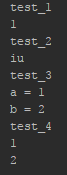 test_1
1
test_2
iu
test_3
a = 1
b = 2
test_4
1
2